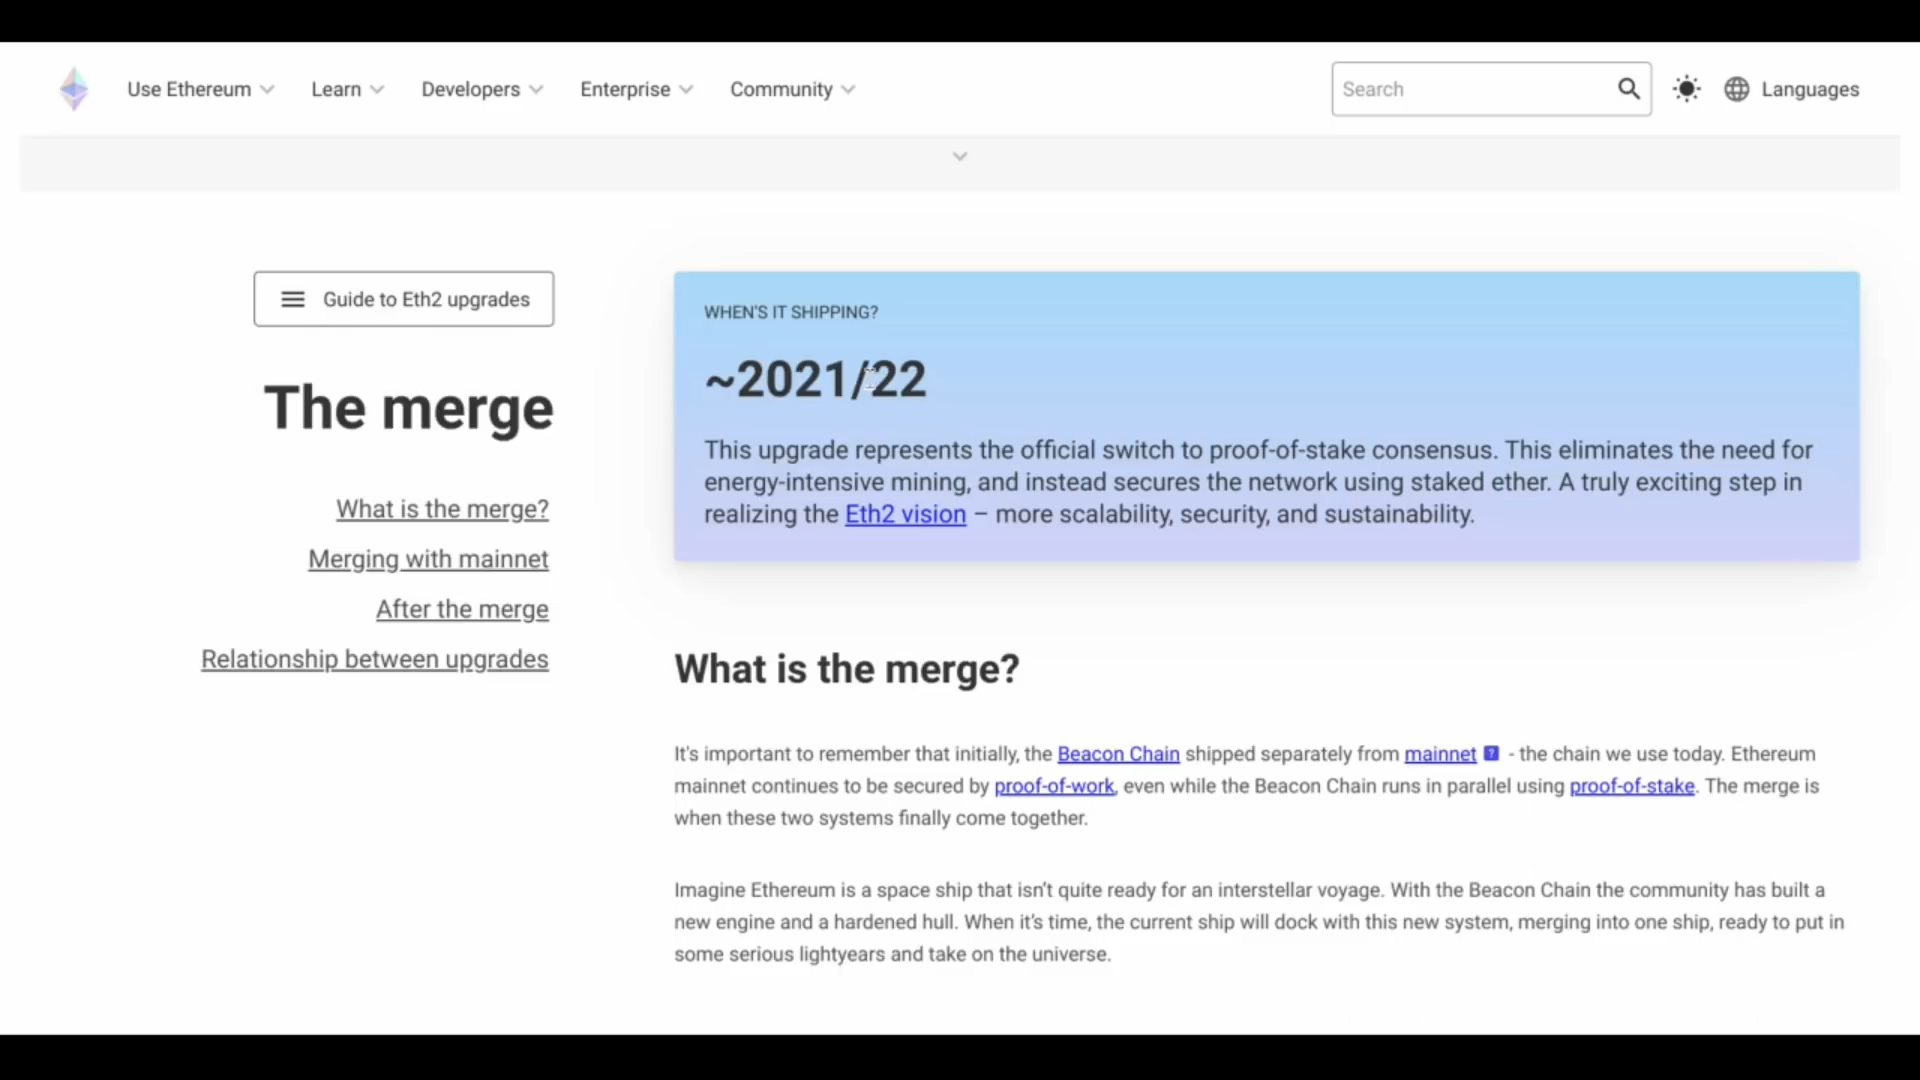 Use Ethereum Learn Developers Enterprise Community Search Languages
Guide to Eth2 upgrades
The merge
What is the merge?
Merging with mainnet
After the merge
Relationship between upgrades
WHEN'S IT SHIPPING?
~2021/22
This upgrade represents the official switch to proof-of-stake consensus. This eliminates the need for
energy-intensive mining, and instead secures the network using staked ether. A truly exciting step in
realizing the Eth2 vision – more scalability, security, and sustainability.
What is the merge?
It's important to remember that initially, the Beacon Chain shipped separately from mainnet ? - the chain we use today. Ethereum
mainnet continues to be secured by proof-of-work, even while the Beacon Chain runs in parallel using proof-of-stake. The merge is
when these two systems finally come together.
Imagine Ethereum is a space ship that isn't quite ready for an interstellar voyage. With the Beacon Chain the community has built a
new engine and a hardened hull. When it's time, the current ship will dock with this new system, merging into one ship, ready to put in
some serious lightyears and take on the universe.